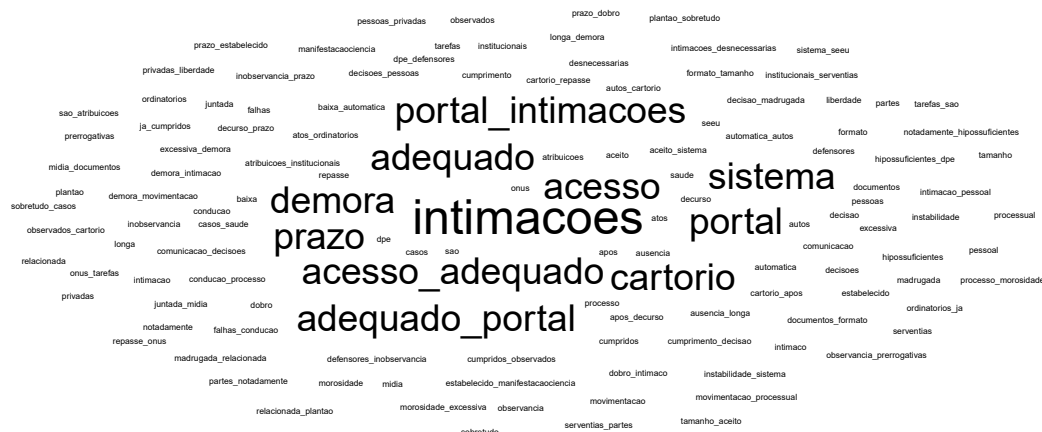 prazo_dobro
pessoas_privadas observados plantao_sobretudo
longa_demora
prazo_estabelecido manifestacaociencia tarefas institucionais intimacoes_desnecessarias sistema_seeu
dpe_defensores desnecessarias
privadas_liberdade inobservancia_prazo decisoes_pessoas cumprimento cartorio_repasse formato_tamanho institucionais_serventias
autos_cartorio
ordinatorios juntada falhas baixa_automatica portal_intimacoes decisao_madrugada liberdade partes tarefas_sao
sao_atribuicoes
prerrogativas ja_cumpridos decurso_prazo atos_ordinatorios seeu automatica_autos formato notadamente_hipossuficientes
excessiva_demora adequado atribuicoes aceito aceito_sistema defensores hipossuficientes_dpe tamanho
midia_documentos demora_intimacao atribuicoes_institucionais repasse saude sistema
plantao demora_movimentacao baixa demora onus acesso decurso documentos intimacao_pessoal
pessoas
sobretudo_casos conducao intimacoes atos portal autos decisao instabilidade processual
observados_cartorio inobservancia casos_saude prazo dpe excessiva
longa comunicacao_decisoes casos sao apos ausencia comunicacao pessoal
relacionada hipossuficientes
onus_tarefas intimacao conducao_processo acesso_adequado cartorio automatica decisoes madrugada processo_morosidade
privadas cartorio_apos estabelecido
juntada_midia dobro adequado_portal processo ausencia_longa ordinatorios_ja
apos_decurso documentos_formato
notadamente falhas_conducao serventias
repasse_onus cumpridos cumprimento_decisao intimaco
madrugada_relacionada defensores_inobservancia cumpridos_observados observancia_prerrogativas
dobro_intimaco instabilidade_sistema
partes_notadamente morosidade midia estabelecido_manifestacaociencia
movimentacao movimentacao_processual
relacionada_plantao morosidade_excessiva observancia
serventias_partes tamanho_aceito
sobretudo